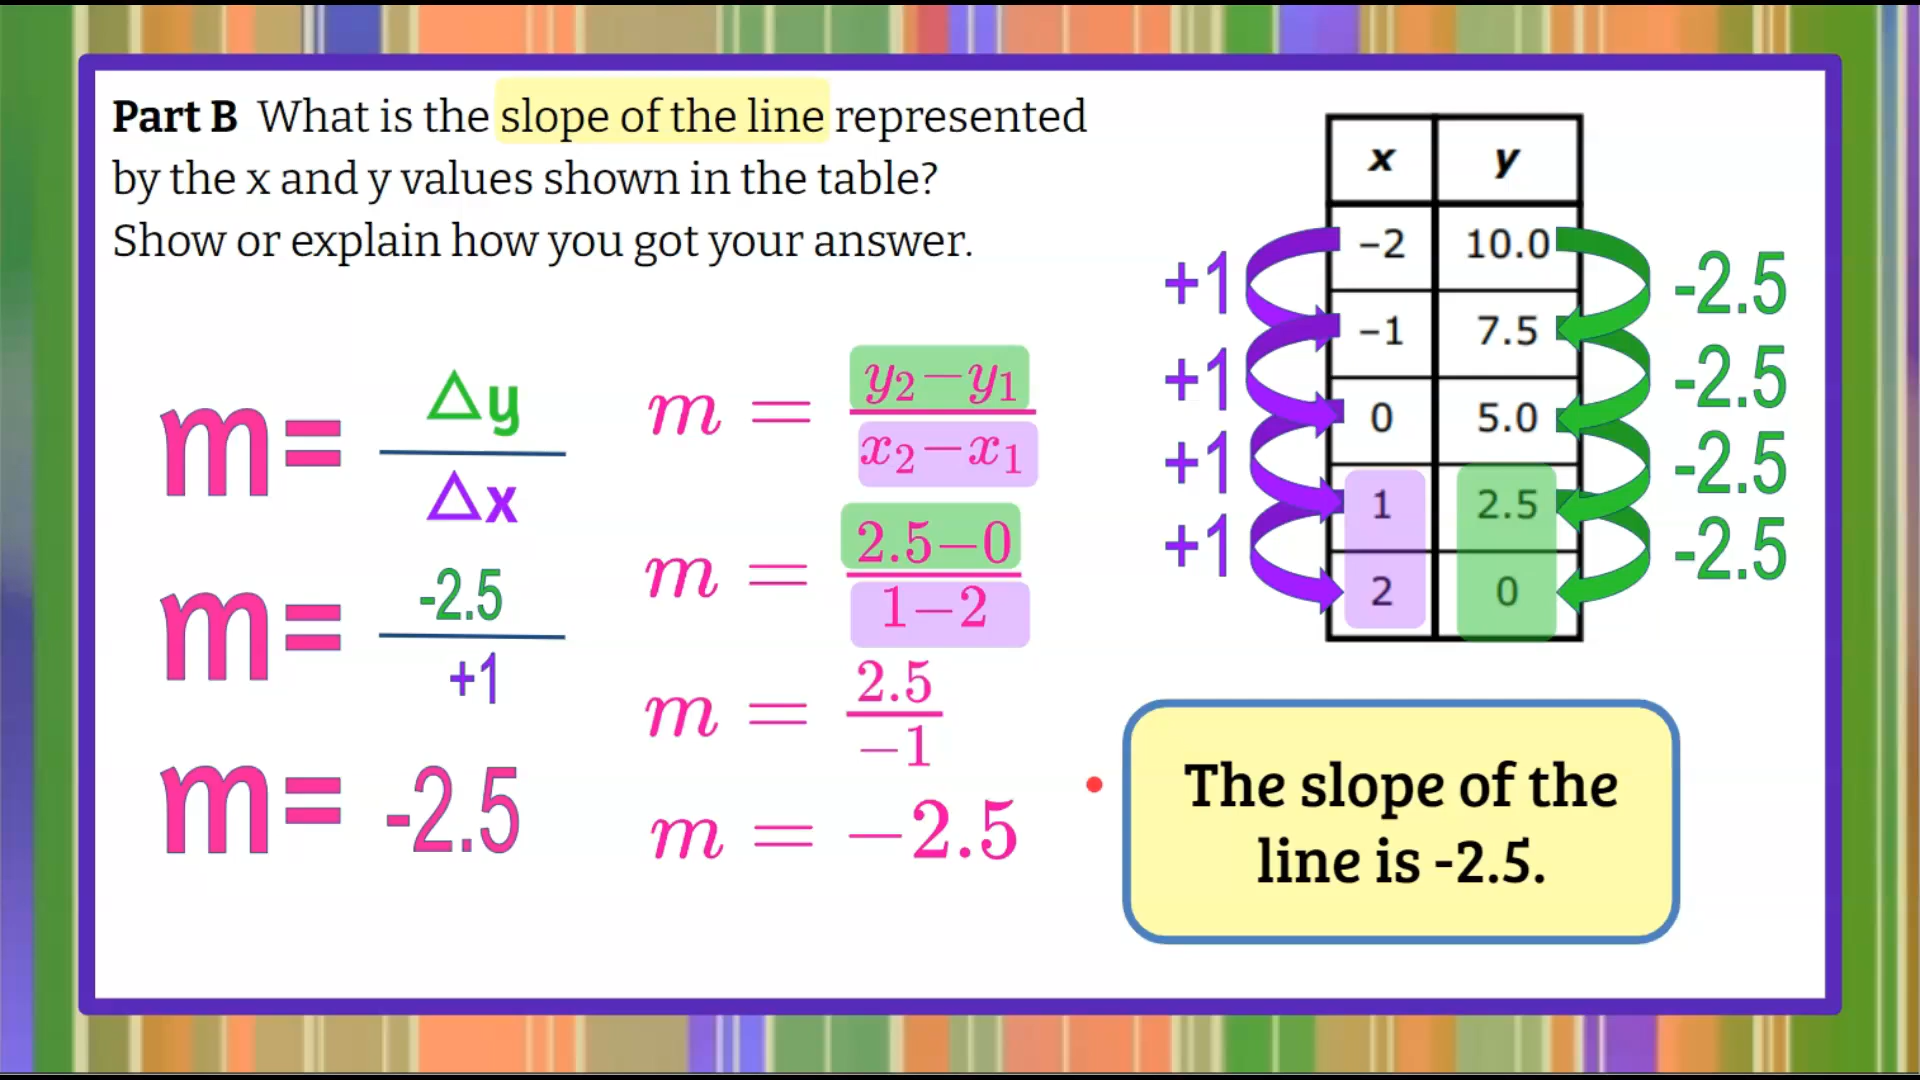 Part B What is the slope of the line represented
by the x and y values shown in the table?
Show or explain how you got your answer.
m= △y
△x
m= -2.5
+1
m= -2.5
m = y₂−y₁
x₂−x₁
m = 2.5−0
1−2
m = 2.5
−1
m = −2.5
x y
−2 10.0
−1 7.5
0 5.0
1 2.5
2 0
+1
+1
+1
+1
-2.5
-2.5
-2.5
-2.5
The slope of the
line is -2.5.